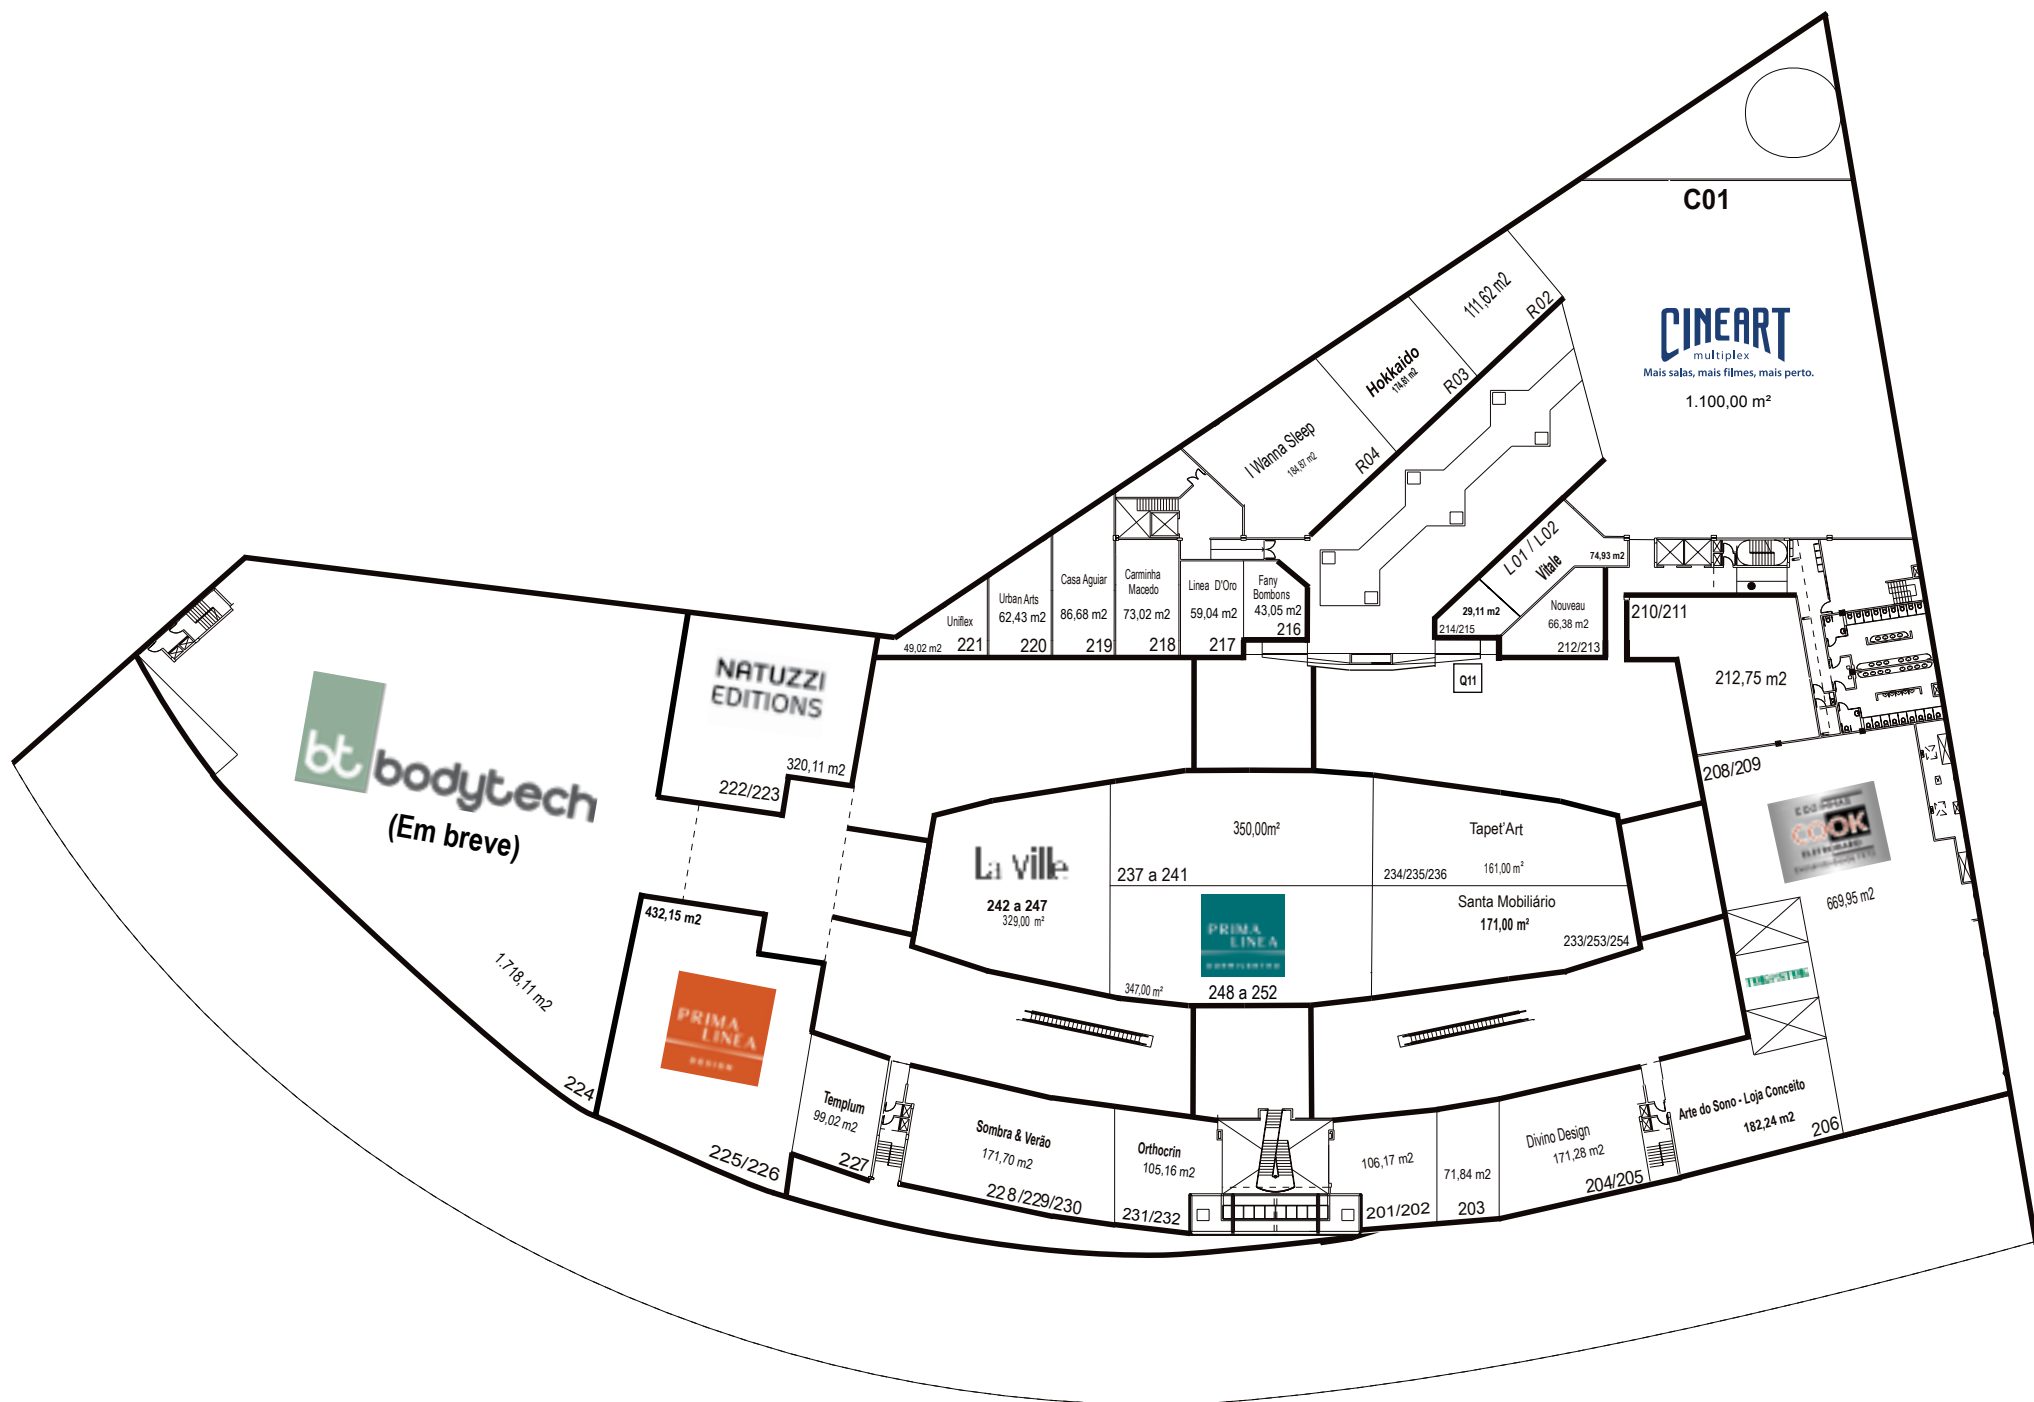 C01
CINEART
multiplex
Mais salas, mais filmes, mais perto.
1.100,00 m²
111,62 m2
R02
Hokkaido
174,61 m2
R03
I Wanna Sleep
184,87 m2
R04
L01 / L02
Vitale
74,93 m2
29,11 m2
214/215
Nouveau
66,38 m2
212/213
210/211
212,75 m2
Uniflex
49,02 m2
221
Urban Arts
62,43 m2
220
Casa Aguiar
86,68 m2
219
Carminha
Macedo
73,02 m2
218
Linea D'Oro
59,04 m2
217
Fany
Bombons
43,05 m2
216
Q11
NATUZZI
EDITIONS
320,11 m2
222/223
bt bodytech
(Em breve)
1.718,11 m2
224
208/209
COOK
669,95 m2
La Ville
242 a 247
329,00 m²
350,00m²
237 a 241
Tapet'Art
161,00 m²
234/235/236
Santa Mobiliário
171,00 m²
233/253/254
PRIMA
LINEA
347,00 m²
248 a 252
432,15 m2
PRIMA
LINEA
DESIGN
225/226
Templum
99,02 m2
227
Sombra & Verão
171,70 m2
228/229/230
Orthocrin
105,16 m2
231/232
106,17 m2
201/202
71,84 m2
203
Divino Design
171,28 m2
204/205
Arte do Sono - Loja Conceito
182,24 m2
206